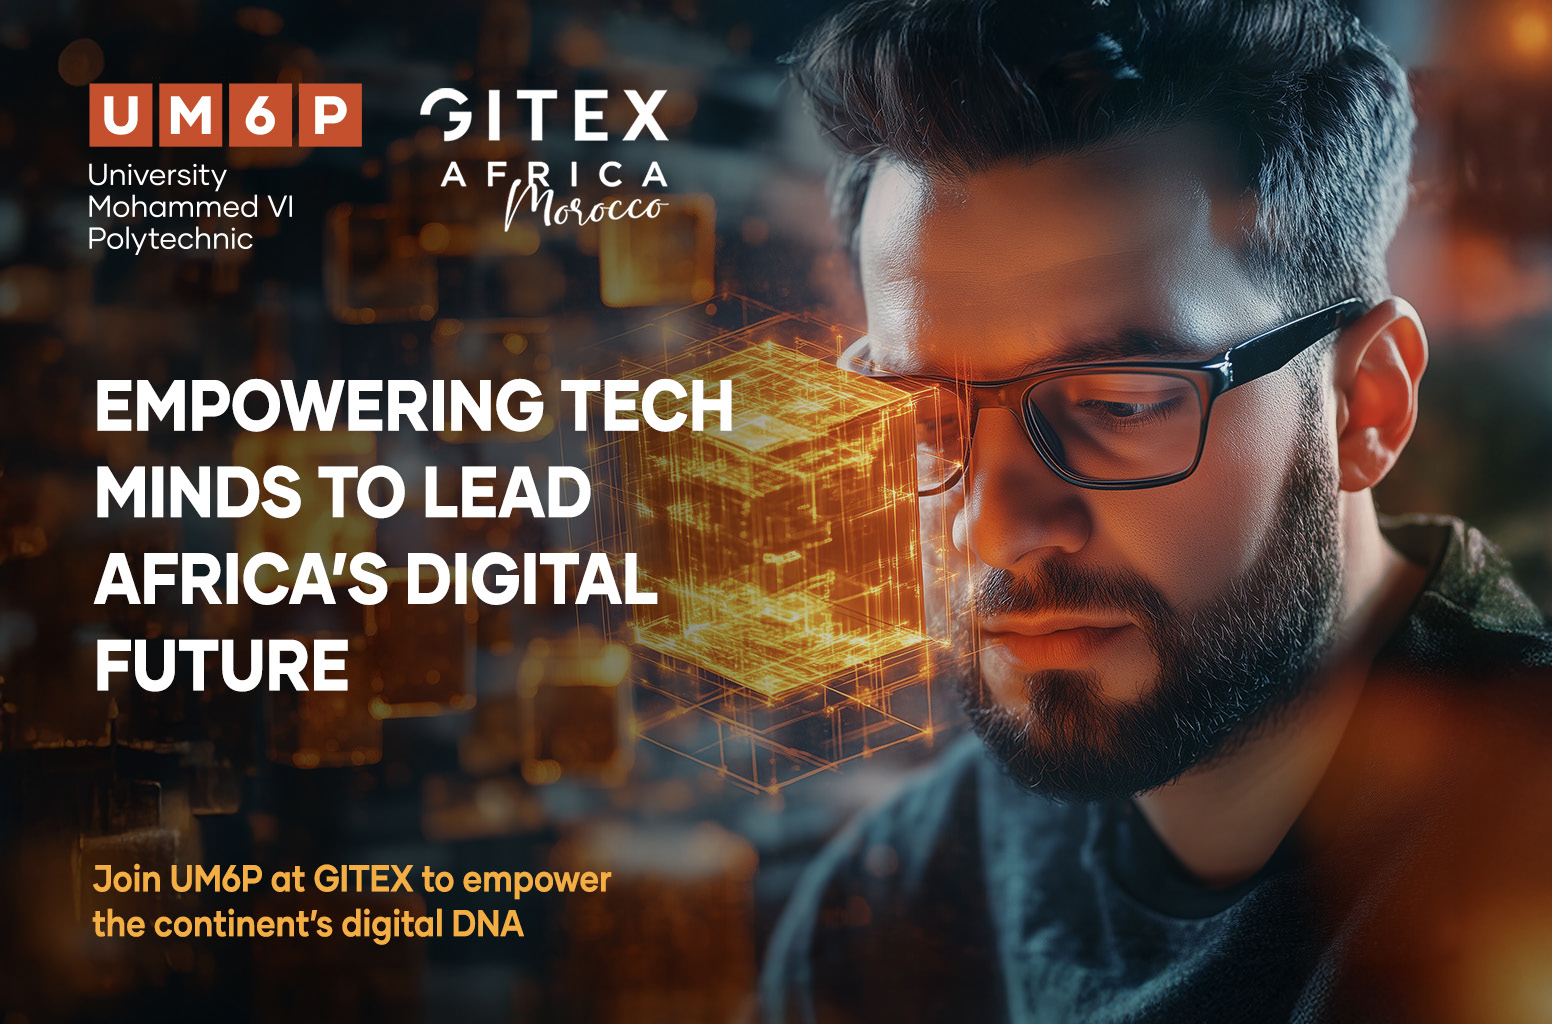 UM6P
University
Mohammed VI
Polytechnic
GITEX
AFRICA
Morocco
EMPOWERING TECH
MINDS TO LEAD
AFRICA'S DIGITAL
FUTURE
Join UM6P at GITEX to empower
the continent's digital DNA